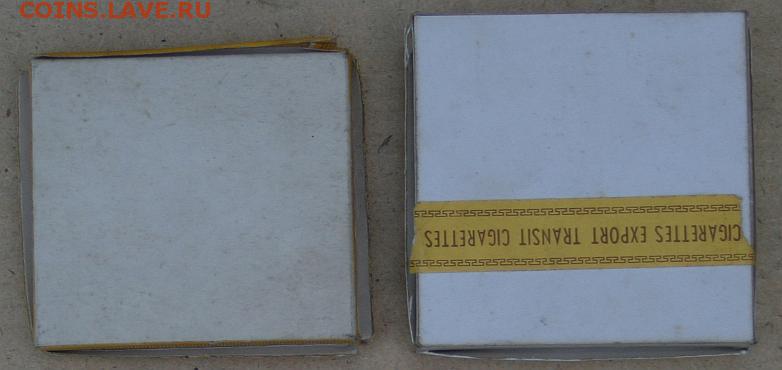 COINS.LAVE.RU
CIGARETTES EXPORT TRANSIT CIGARETTES